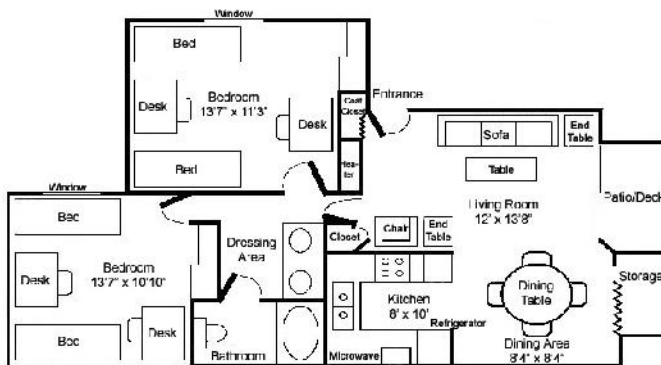 Window
Bed
Bedroom
13'7" x 11'3"
Desk
Desk
Bed
Coat
Closet
Hea-
ter
Entrance
Sofa
End
Table
Table
Living Room
12' x 13'8"
Patio/Deck
Window
Bed
Desk
Bedroom
13'7" x 10'10"
Desk
Bed
Dressing
Area
Closet
Chair
End
Table
Bathroom
Kitchen
8' x 10'
Refrigerator
Microwave
Dining
Table
Dining Area
8'4" x 8'4"
Storage